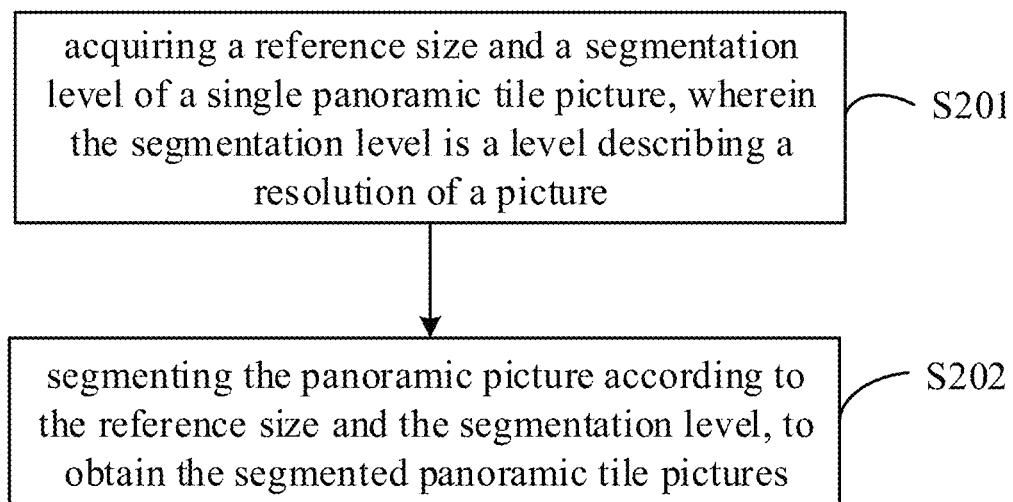 acquiring a reference size and a segmentation
level of a single panoramic tile picture, wherein
the segmentation level is a level describing a
resolution of a picture
S201
segmenting the panoramic picture according to
the reference size and the segmentation level, to
obtain the segmented panoramic tile pictures
S202